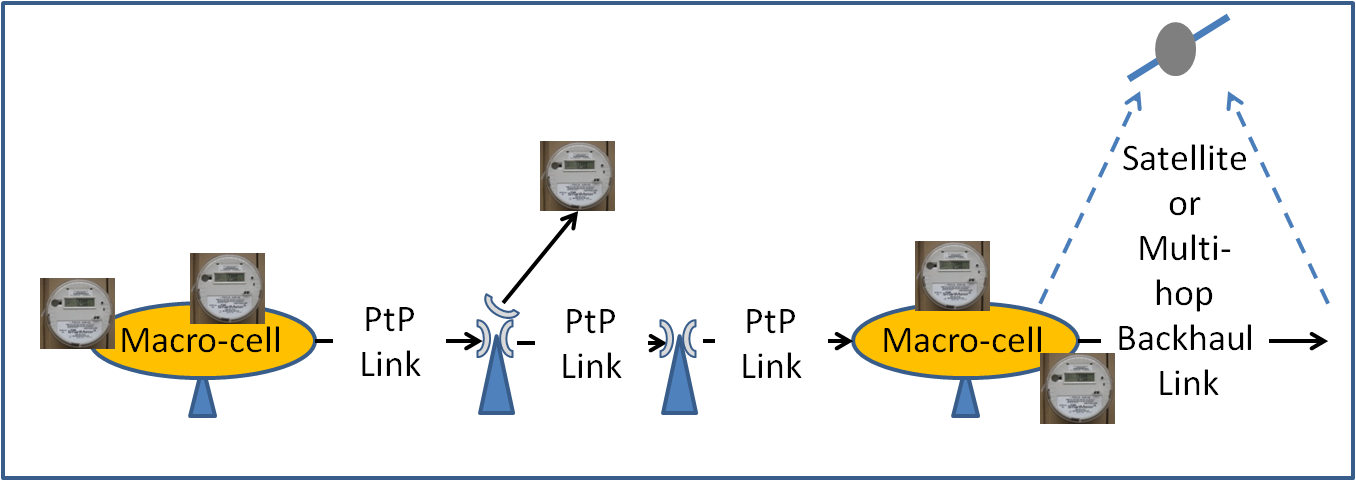 Macro-cell
PtP
Link
PtP
Link
PtP
Link
Macro-cell
Satellite
or
Multi-
hop
Backhaul
Link